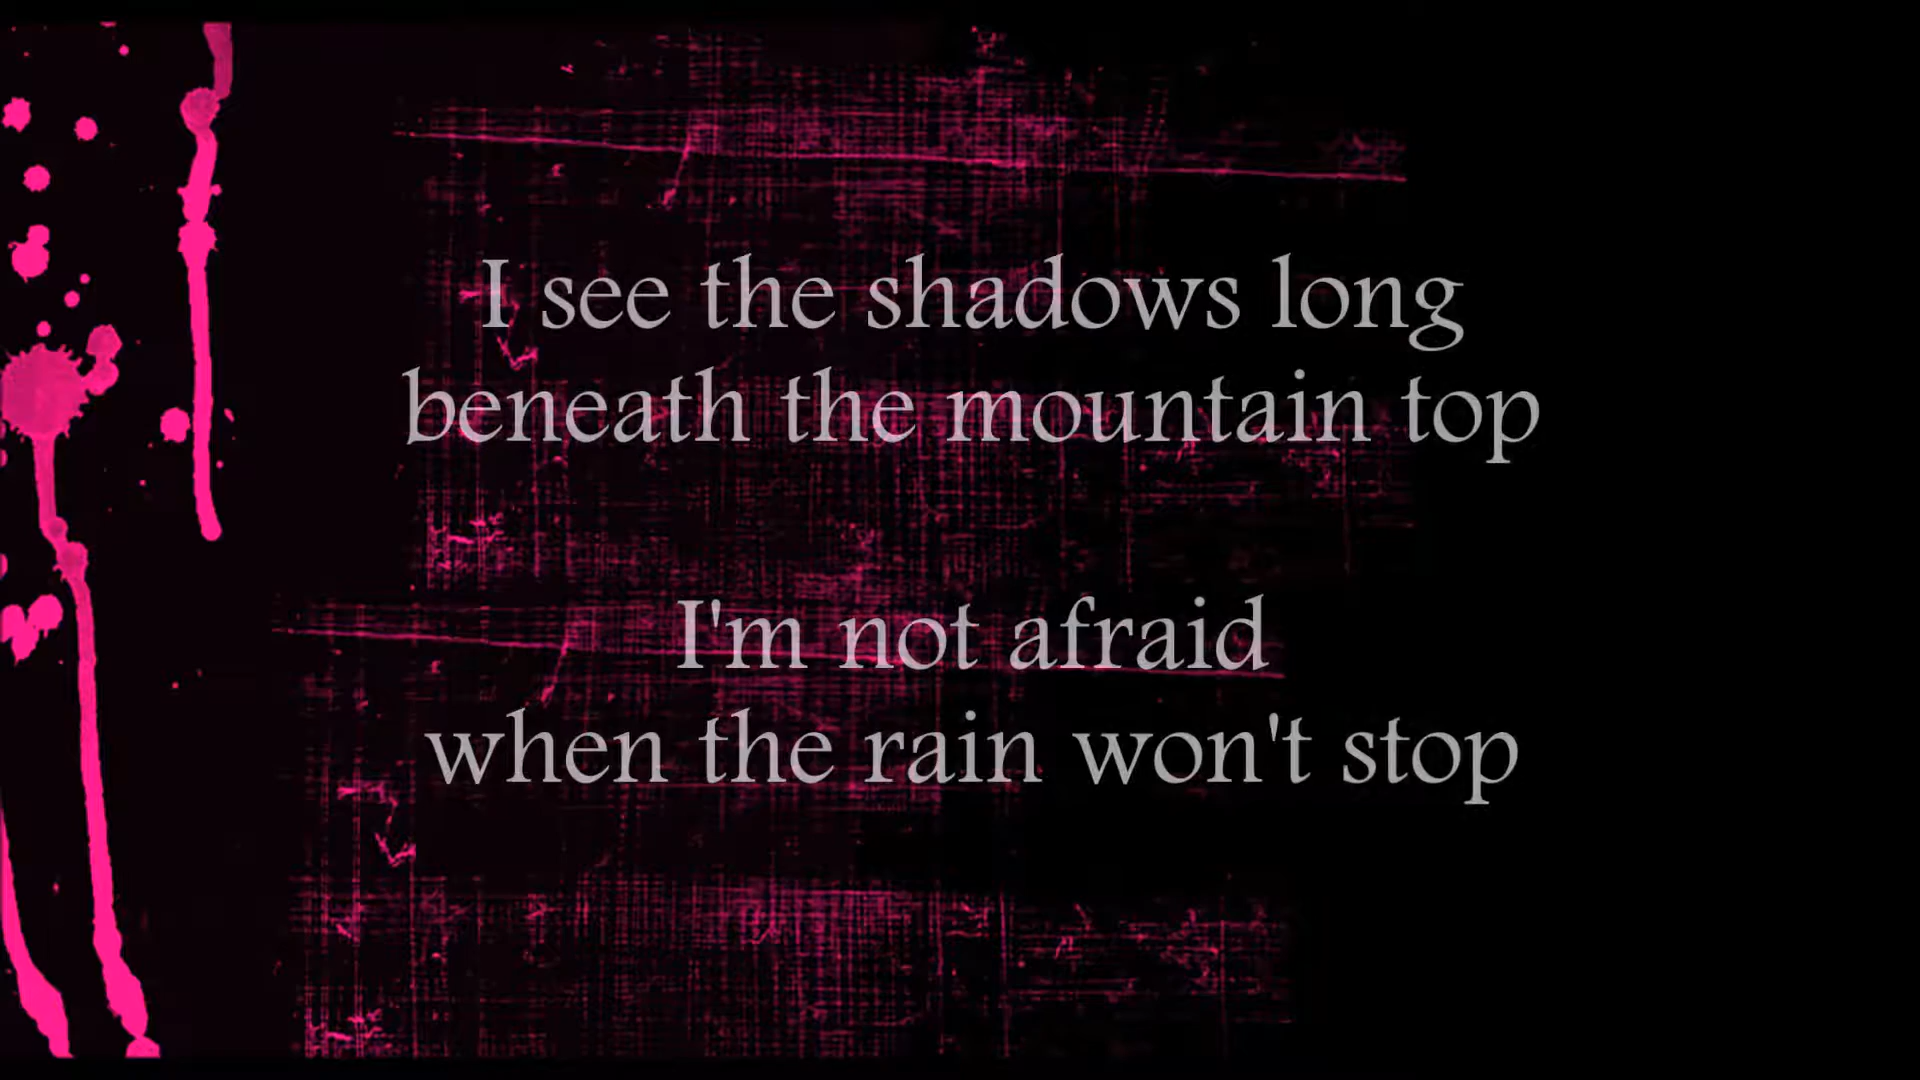 I see the shadows long
beneath the mountain top
I'm not afraid
when the rain won't stop